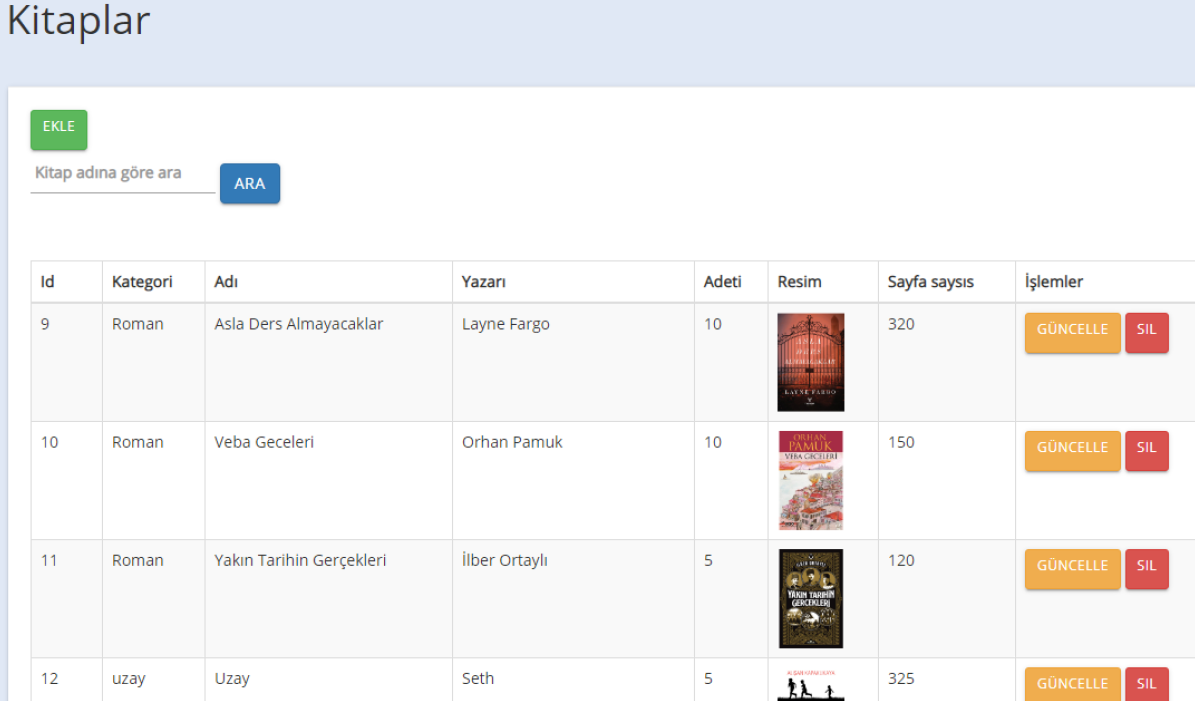 Kitaplar
EKLE
Kitap adına göre ara
ARA
Id Kategori Adı Yazarı Adeti Resim Sayfa saysıs İşlemler
9 Roman Asla Ders Almayacaklar Layne Fargo 10 320 GÜNCELLE SIL
ASLA
DERS
ALMAYACAKLAR
LAYNE FARGO
10 Roman Veba Geceleri Orhan Pamuk 10 150 GÜNCELLE SIL
ORHAN
PAMUK
VEBA GECELERİ
11 Roman Yakın Tarihin Gerçekleri İlber Ortaylı 5 120 GÜNCELLE SIL
YAKIN TARİHİN
GERÇEKLERİ
12 uzay Uzay Seth 5 325 GÜNCELLE SIL